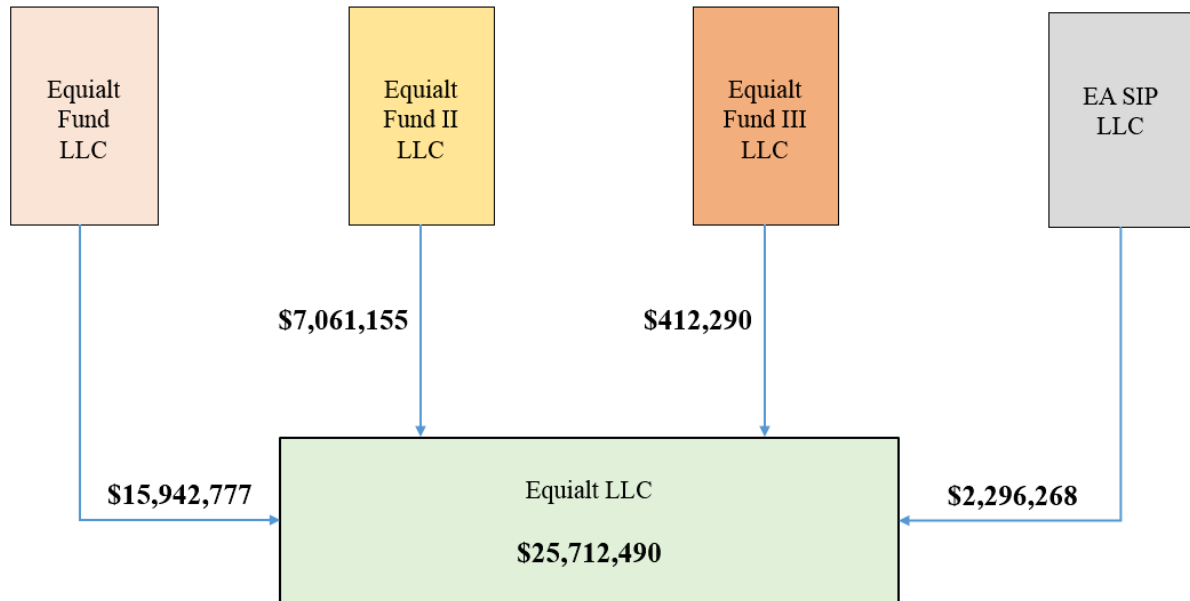 Equialt
Fund
LLC
Equialt
Fund II
LLC
Equialt
Fund III
LLC
EA SIP
LLC
$7,061,155
$412,290
$15,942,777
Equialt LLC
$2,296,268
$25,712,490